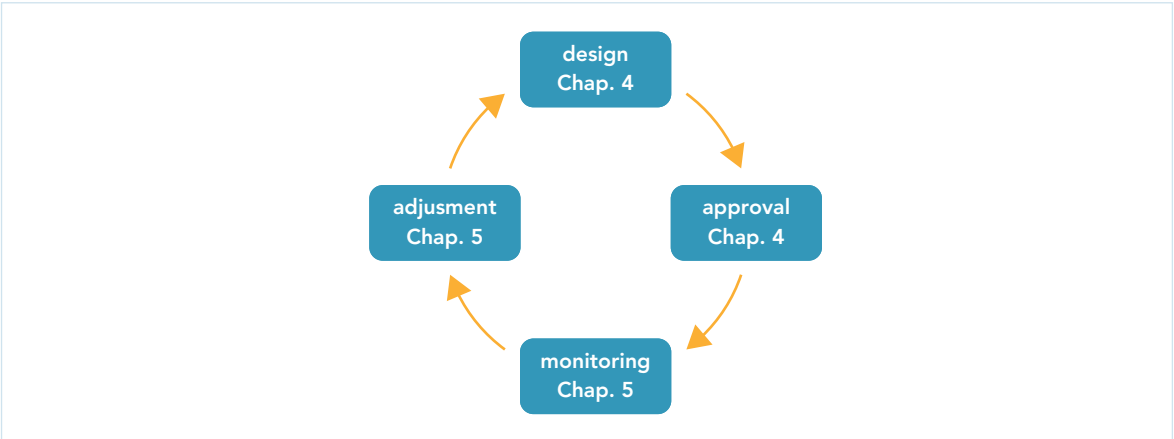 design
Chap. 4
adjusment
Chap. 5
approval
Chap. 4
monitoring
Chap. 5